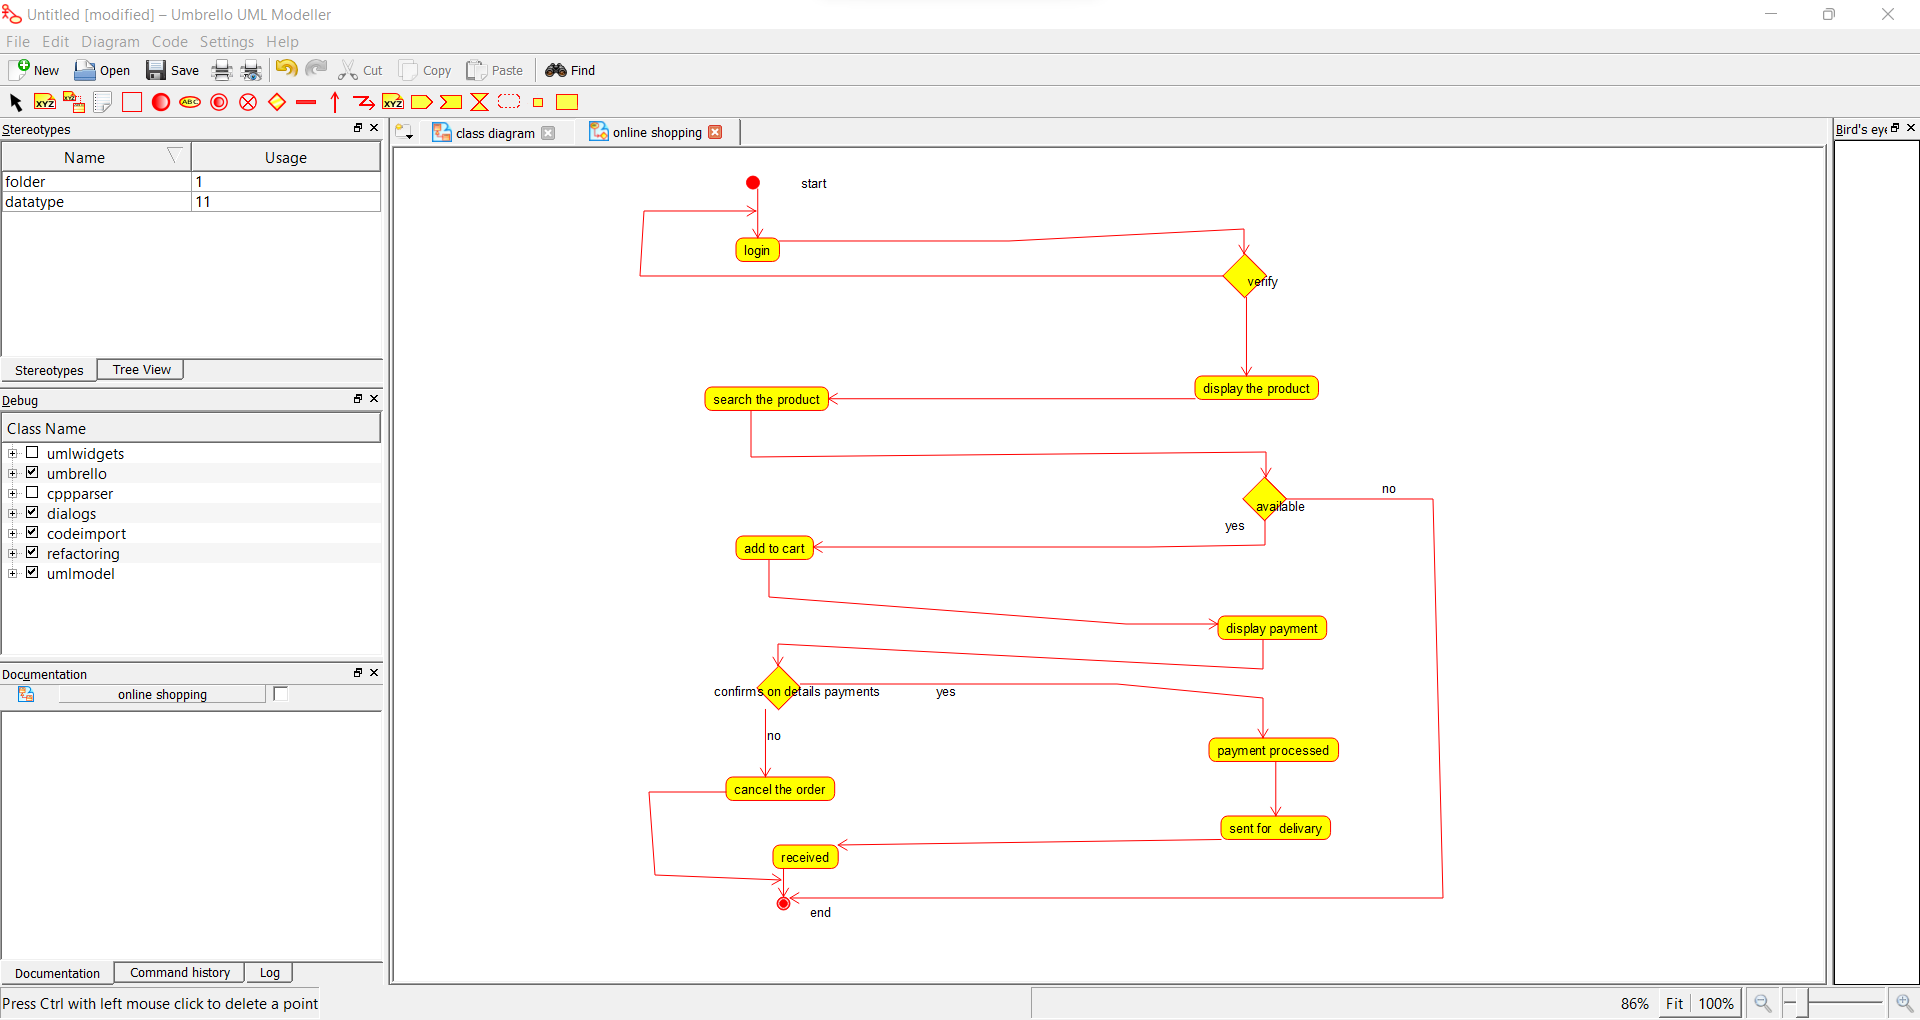 Untitled [modified] – Umbrello UML Modeller
File Edit Diagram Code Settings Help
New Open Save Cut Copy Paste Find
XYZ XYZ ABC XYZ
Stereotypes
Name Usage
folder 1
datatype 11
Stereotypes Tree View
Debug
Class Name
umlwidgets
umbrello
cppparser
dialogs
codeimport
refactoring
umlmodel
Documentation
online shopping
Documentation Command history Log
Press Ctrl with left mouse click to delete a point
class diagram online shopping
start
login
verify
display the product
search the product
no
available
yes
add to cart
display payment
confirm's on details payments yes
no
payment processed
cancel the order
sent for  delivary
received
end
Bird's eye
86% Fit 100%